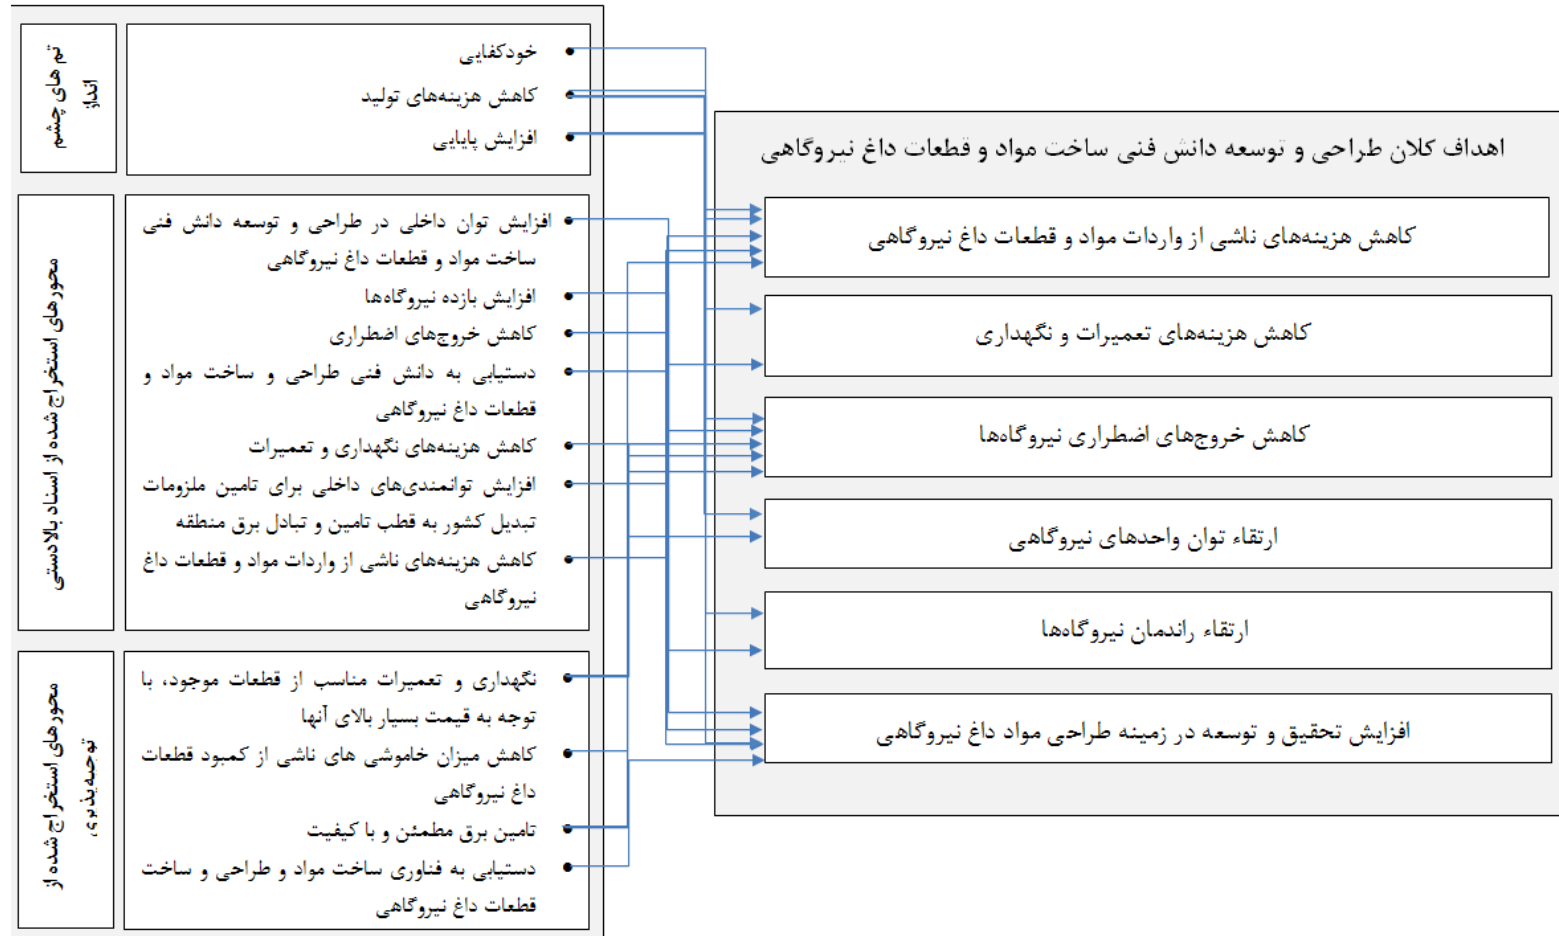 تم های چشم
انداز
خودکفایی
کاهش هزینه‌های تولید
افزایش پایایی
محورهای استخراج شده از اسناد بالادستی
افزایش توان داخلی در طراحی و توسعه دانش فنی
ساخت مواد و قطعات داغ نیروگاهی
افزایش بازده نیروگاه‌ها
کاهش خروج‌های اضطراری
دستیابی به دانش فنی طراحی و ساخت مواد و
قطعات داغ نیروگاهی
کاهش هزینه‌های نگهداری و تعمیرات
افزایش توانمندی‌های داخلی برای تامین ملزومات
تبدیل کشور به قطب تامین و تبادل برق منطقه
کاهش هزینه‌های ناشی از واردات مواد و قطعات داغ
نیروگاهی
محورهای استخراج شده از
توجیه‌پذیری
نگهداری و تعمیرات مناسب از قطعات موجود، با
توجه به قیمت بسیار بالای آنها
کاهش میزان خاموشی های ناشی از کمبود قطعات
داغ نیروگاهی
تامین برق مطمئن و با کیفیت
دستیابی به فناوری ساخت مواد و طراحی و ساخت
قطعات داغ نیروگاهی
اهداف کلان طراحی و توسعه دانش فنی ساخت مواد و قطعات داغ نیروگاهی
کاهش هزینه‌های ناشی از واردات مواد و قطعات داغ نیروگاهی
کاهش هزینه‌های تعمیرات و نگهداری
کاهش خروج‌های اضطراری نیروگاه‌ها
ارتقاء توان واحدهای نیروگاهی
ارتقاء راندمان نیروگاه‌ها
افزایش تحقیق و توسعه در زمینه طراحی مواد داغ نیروگاهی